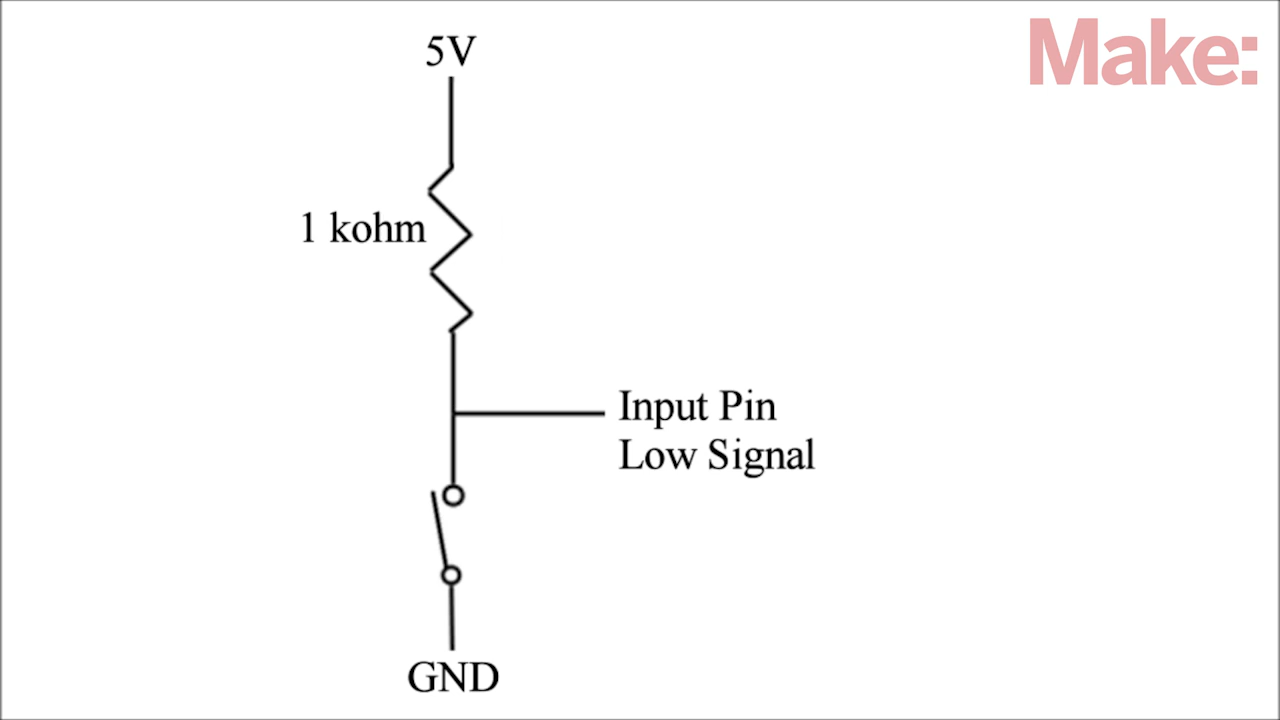 Make:
5V
1 kohm
Input Pin
Low Signal
GND